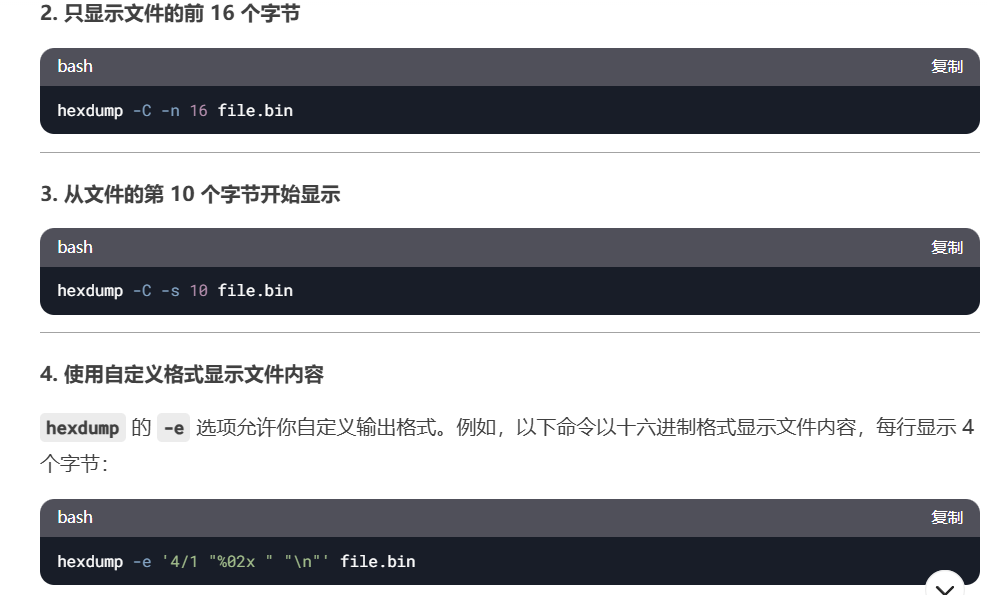 2. 只显示文件的前 16 个字节
bash
复制
hexdump -C -n 16 file.bin
3. 从文件的第 10 个字节开始显示
bash
复制
hexdump -C -s 10 file.bin
4. 使用自定义格式显示文件内容
hexdump 的 -e 选项允许你自定义输出格式。例如，以下命令以十六进制格式显示文件内容，每行显示 4
个字节：
bash
复制
hexdump -e '4/1 "%02x " "\n"' file.bin